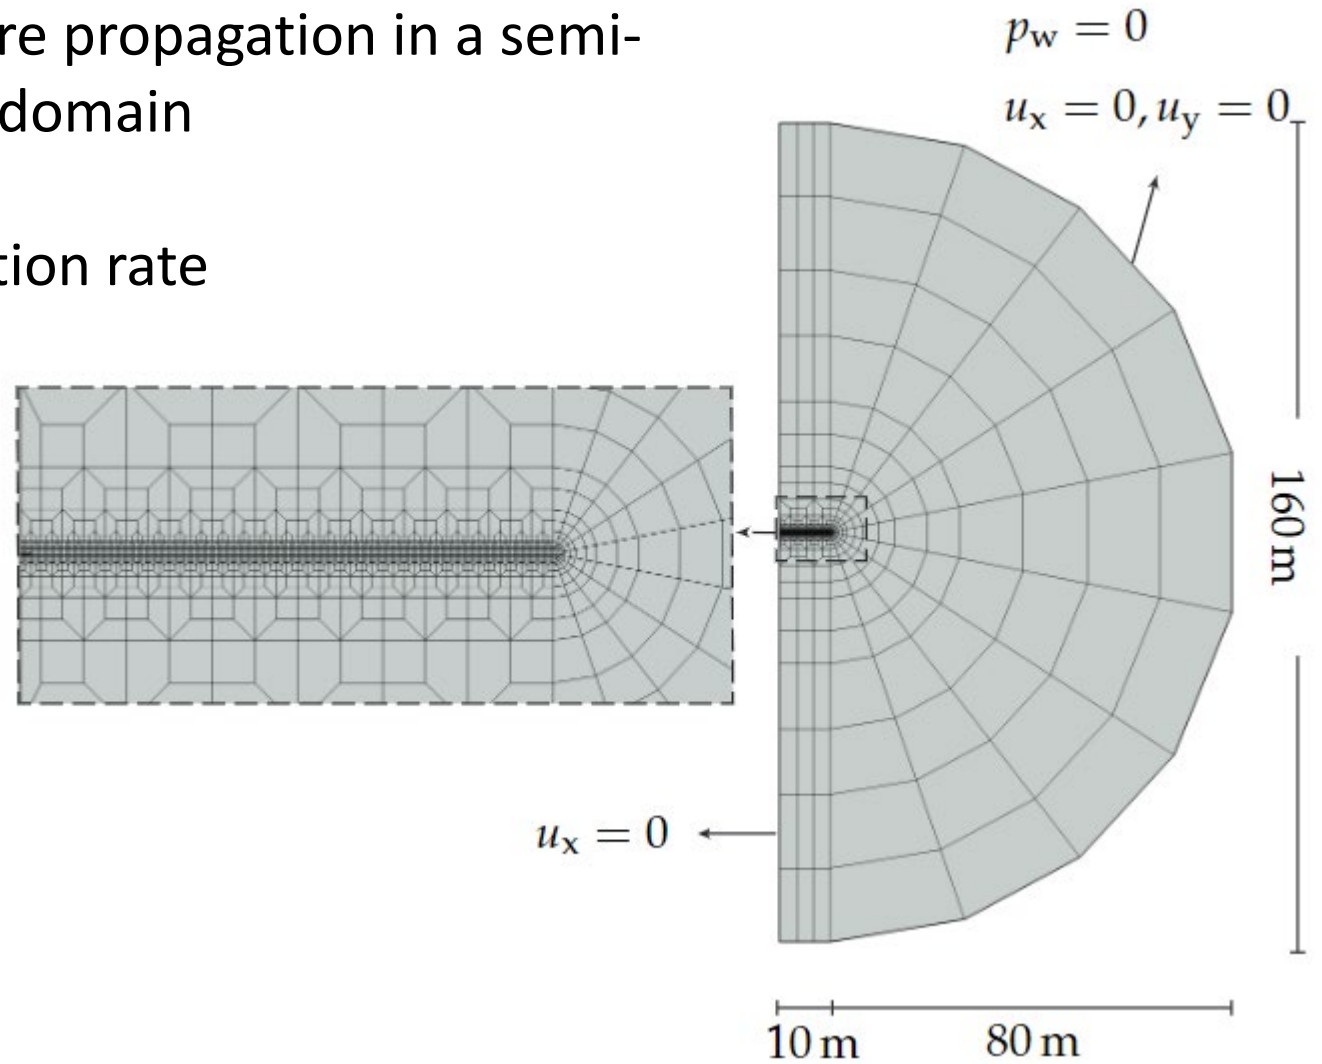 re propagation in a semi-
domain
tion rate
p_w = 0
u_x = 0, u_y = 0
160 m
u_x = 0
10 m
80 m